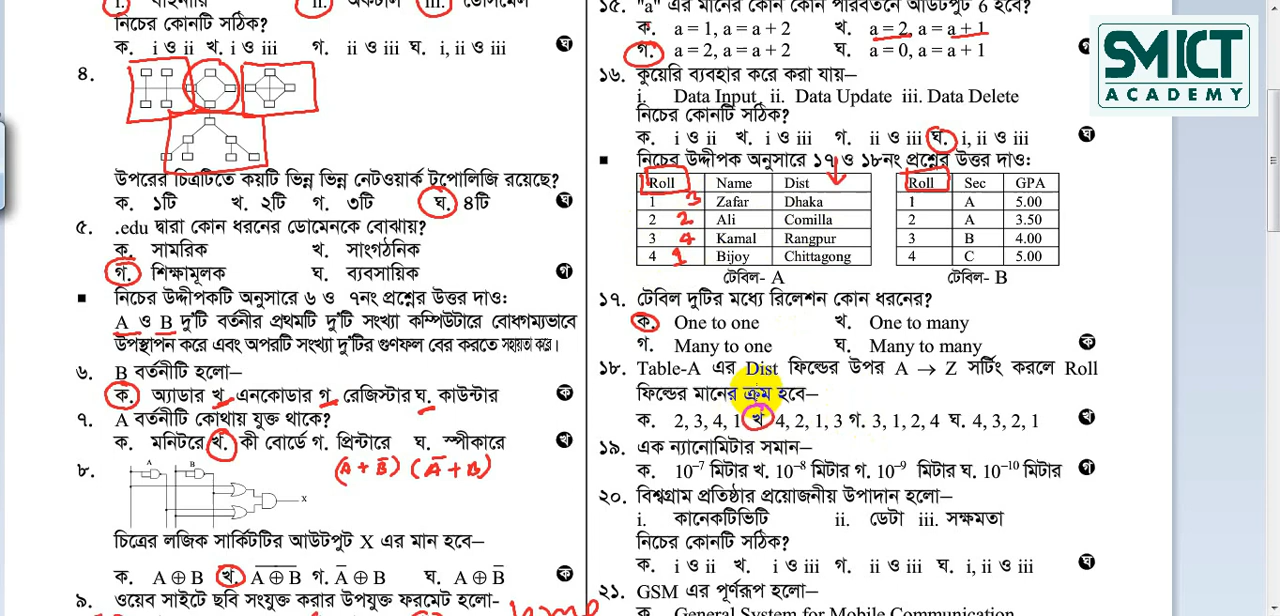 i. বাইনারি ii. অকটাল iii. ডেসিমেল
নিচের কোনটি সঠিক?
ক. i ও ii খ. i ও iii গ. ii ও iii ঘ. i, ii ও iii ঘ
৪.
উপরের চিত্রটিতে কয়টি ভিন্ন ভিন্ন নেটওয়ার্ক টপোলিজি রয়েছে?
ক. ১টি খ. ২টি গ. ৩টি ঘ. ৪টি ঘ
৫. .edu দ্বারা কোন ধরনের ডোমেনকে বোঝায়?
ক. সামরিক খ. সাংগঠনিক
গ. শিক্ষামূলক ঘ. ব্যবসায়িক গ
■ নিচের উদ্দীপকটি অনুসারে ৬ ও ৭নং প্রশ্নের উত্তর দাও:
A ও B দু'টি বর্তনীর প্রথমটি দু'টি সংখ্যা কম্পিউটারে বোধগম্যভাবে
উপস্থাপন করে এবং অপরটি সংখ্যা দু'টির গুণফল বের করতে সহায়তা করে।
৬. B বর্তনীটি হলো–
ক. অ্যাডার খ. এনকোডার গ. রেজিস্টার ঘ. কাউন্টার ক
৭. A বর্তনীটি কোথায় যুক্ত থাকে?
ক. মনিটরে খ. কী বোর্ডে গ. প্রিন্টারে ঘ. স্পীকারে খ
(A + B̅) (A̅ + B)
৮. A B X
চিত্রের লজিক সার্কিটটির আউটপুট X এর মান হবে–
ক. A ⊕ B খ. A̅ ⊕̅ B̅ গ. A̅ ⊕ B ঘ. A ⊕ B̅ ক
৯. ওয়েব সাইটে ছবি সংযুক্ত করার উপযুক্ত ফরমেট হলো-
১৫. "a" এর মানের কোন কোন পরিবর্তনে আউটপুট 6 হবে?
ক. a = 1, a = a + 2 খ. a = 2, a = a + 1
গ. a = 2, a = a + 2 ঘ. a = 0, a = a + 1 গ
১৬. কুয়েরি ব্যবহার করে করা যায়–
i. Data Input, ii. Data Update iii. Data Delete
নিচের কোনটি সঠিক?
ক. i ও ii খ. i ও iii গ. ii ও iii ঘ. i, ii ও iii ঘ
■ নিচের উদ্দীপক অনুসারে ১৭ ও ১৮নং প্রশ্নের উত্তর দাও:
Roll Name Dist Roll Sec GPA
1 3 Zafar Dhaka 1 A 5.00
2 2 Ali Comilla 2 A 3.50
3 4 Kamal Rangpur 3 B 4.00
4 1 Bijoy Chittagong 4 C 5.00
টেবিল- A টেবিল- B
১৭. টেবিল দুটির মধ্যে রিলেশন কোন ধরনের?
ক. One to one খ. One to many
গ. Many to one ঘ. Many to many ক
১৮. Table-A এর Dist ফিল্ডের উপর A → Z সর্টিং করলে Roll
ফিল্ডের মানের ক্রম হবে–
ক. 2, 3, 4, 1 খ. 4, 2, 1, 3 গ. 3, 1, 2, 4 ঘ. 4, 3, 2, 1 খ
১৯. এক ন্যানোমিটার সমান–
ক. 10⁻⁷ মিটার খ. 10⁻⁸ মিটার গ. 10⁻⁹ মিটার ঘ. 10⁻¹⁰ মিটার গ
২০. বিশ্বগ্রাম প্রতিষ্ঠার প্রয়োজনীয় উপাদান হলো–
i. কানেকটিভিটি ii. ডেটা iii. সক্ষমতা
নিচের কোনটি সঠিক?
ক. i ও ii খ. i ও iii গ. ii ও iii ঘ. i, ii ও iii ঘ
২১. GSM এর পূর্ণরূপ হলো–
ক. General System for Mobile Communication
SMICT
ACADEMY